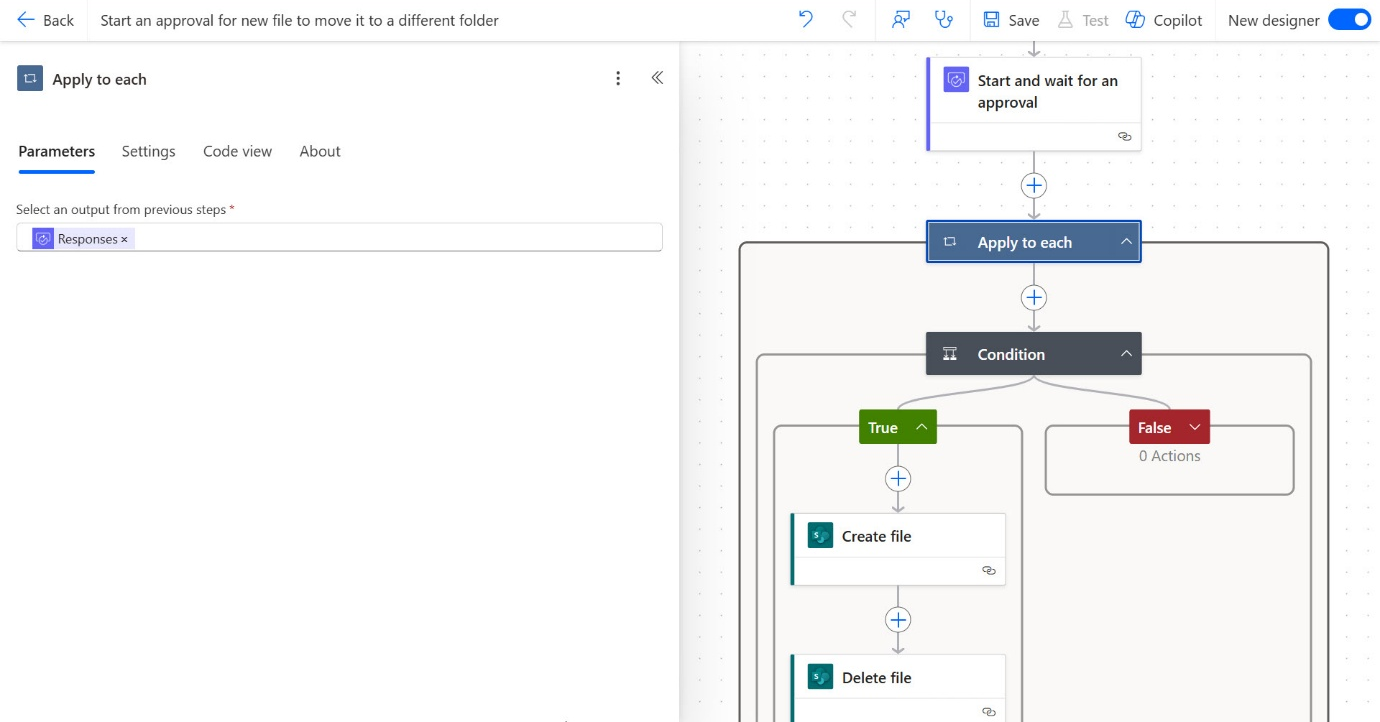 Back
Start an approval for new file to move it to a different folder
Save
Test
Copilot
New designer
Apply to each
Parameters
Settings
Code view
About
Select an output from previous steps *
Responses ×
Start and wait for an
approval
Apply to each
Condition
True
False
0 Actions
Create file
Delete file